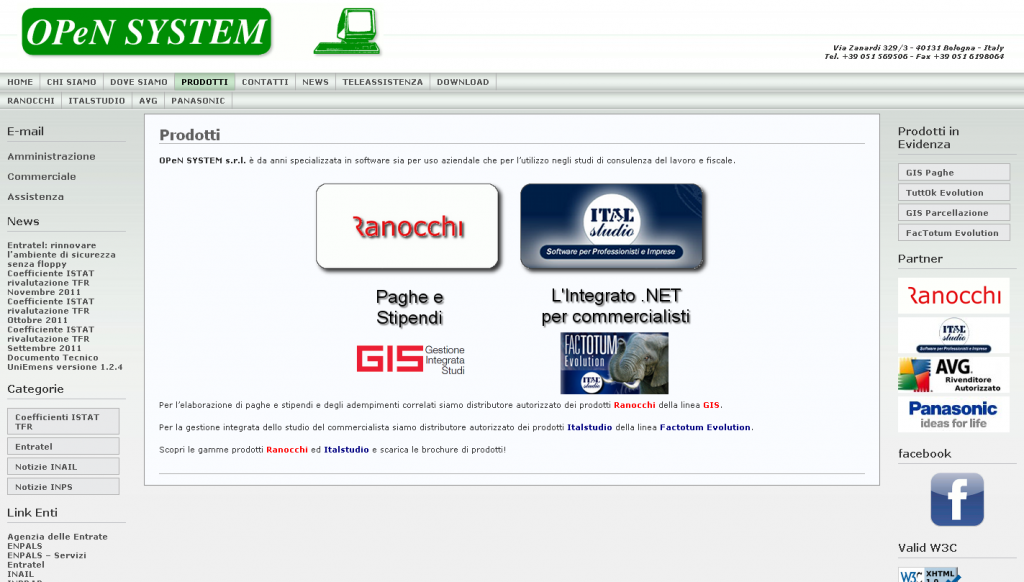 OPeN SYSTEM
Via Zanardi 329/3 - 40131 Bologna - Italy
Tel. +39 051 569506 - Fax +39 051 6198064
HOME CHI SIAMO DOVE SIAMO PRODOTTI CONTATTI NEWS TELEASSISTENZA DOWNLOAD
RANOCCHI ITALSTUDIO AVG PANASONIC
E-mail
Amministrazione
Commerciale
Assistenza
News
Entratel: rinnovare
l'ambiente di sicurezza
senza floppy
Coefficiente ISTAT
rivalutazione TFR
Novembre 2011
Coefficiente ISTAT
rivalutazione TFR
Ottobre 2011
Coefficiente ISTAT
rivalutazione TFR
Settembre 2011
Documento Tecnico
UniEmens versione 1.2.4
Categorie
Coefficienti ISTAT
TFR
Entratel
Notizie INAIL
Notizie INPS
Link Enti
Agenzia delle Entrate
ENPALS
ENPALS – Servizi
Entratel
INAIL
Prodotti
OPeN SYSTEM s.r.l. è da anni specializzata in software sia per uso aziendale che per l'utilizzo negli studi di consulenza del lavoro e fiscale.
Ranocchi
ITAL
studio
Software per Professionisti e Imprese
Paghe e
Stipendi
L'Integrato .NET
per commercialisti
GIS Gestione
Integrata
Studi
FACTOTUM
Evolution
ITAL
studio
Per l'elaborazione di paghe e stipendi e degli adempimenti correlati siamo distributore autorizzato dei prodotti Ranocchi della linea GIS.
Per la gestione integrata dello studio del commercialista siamo distributore autorizzato dei prodotti Italstudio della linea Factotum Evolution.
Scopri le gamme prodotti Ranocchi ed Italstudio e scarica le brochure di prodotti!
Prodotti in
Evidenza
GIS Paghe
TuttOk Evolution
GIS Parcellazione
FacTotum Evolution
Partner
Ranocchi
ITAL
studio
Software per Professionisti e Imprese
AVG.
Rivenditore
Autorizzato
Panasonic
ideas for life
facebook
f
Valid W3C
W3C XHTML
1.0